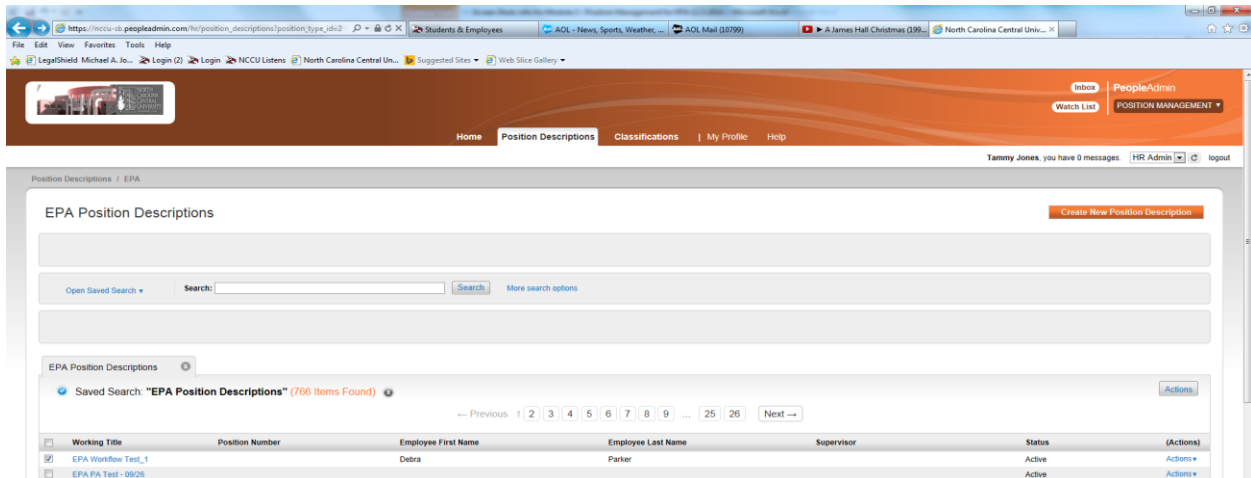 https://nccu-sb.peopleadmin.com/hr/position_descriptions?position_type_id=2 Students & Employees AOL - News, Sports, Weather, ... AOL Mail (10799) ▶ A James Hall Christmas (199... North Carolina Central Univ... ×
File Edit View Favorites Tools Help
LegalShield Michael A. Jo... Login (2) Login NCCU Listens North Carolina Central Un... Suggested Sites ▾ Web Slice Gallery ▾
NORTH CAROLINA CENTRAL UNIVERSITY
Inbox PeopleAdmin
Watch List POSITION MANAGEMENT ▾
Home Position Descriptions Classifications | My Profile Help
Tammy Jones, you have 0 messages. HR Admin logout
Position Descriptions / EPA
EPA Position Descriptions Create New Position Description
Open Saved Search ▾ Search: Search More search options
EPA Position Descriptions
Saved Search: "EPA Position Descriptions" (766 Items Found) Actions
← Previous 1 2 3 4 5 6 7 8 9 ... 25 26 Next →
Working Title Position Number Employee First Name Employee Last Name Supervisor Status (Actions)
EPA Workflow Test_1 Debra Parker Active Actions ▾
EPA PA Test - 09/26 Active Actions ▾